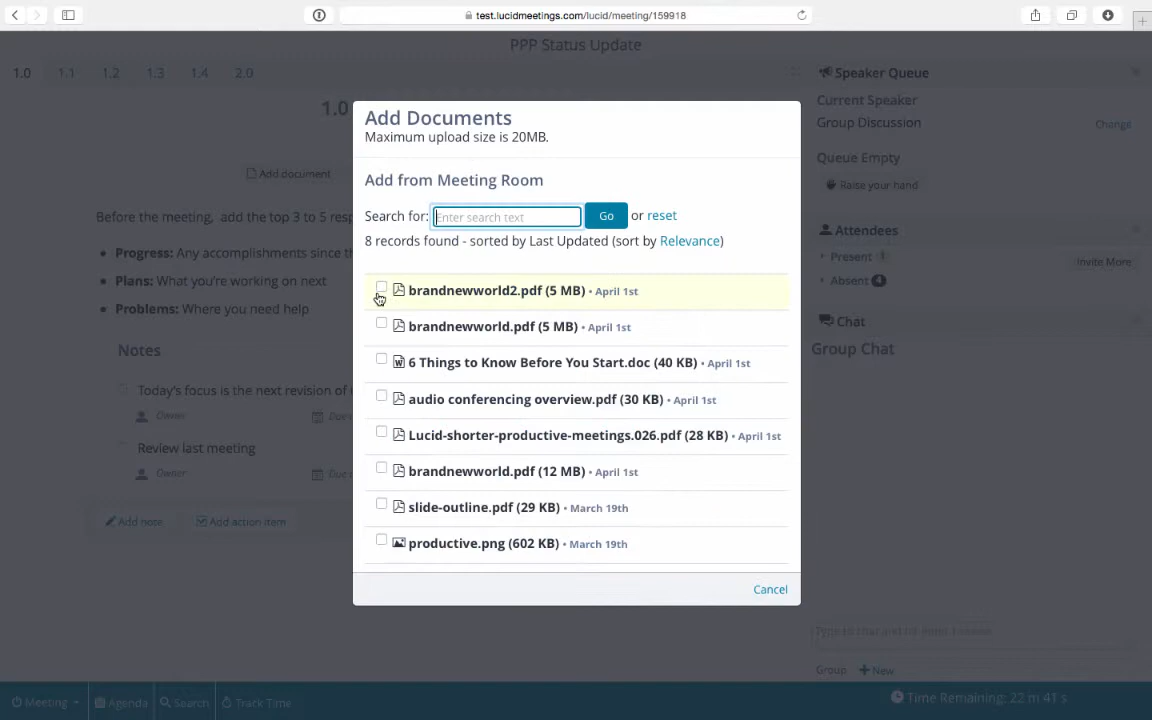 test.lucidmeetings.com/lucid/meeting/159918
PPP Status Update
1.0 1.1 1.2 1.3 1.4 2.0
1.0
Add document
Before the meeting, add the top 3 to 5
Progress: Any accomplishments since
Plans: What you're working on next
Problems: Where you need help
Notes
Today's focus is the next revision of
Owner
Review last meeting
Owner Due
Add note Add action item
Add Documents
Maximum upload size is 20MB.
Add from Meeting Room
Search for: Enter search text Go or reset
8 records found - sorted by Last Updated (sort by Relevance)
brandnewworld2.pdf (5 MB) • April 1st
brandnewworld.pdf (5 MB) • April 1st
6 Things to Know Before You Start.doc (40 KB) • April 1st
audio conferencing overview.pdf (30 KB) • April 1st
Lucid-shorter-productive-meetings.026.pdf (28 KB) • April 1st
brandnewworld.pdf (12 MB) • April 1st
slide-outline.pdf (29 KB) • March 19th
productive.png (602 KB) • March 19th
Cancel
Speaker Queue
Current Speaker
Group Discussion Change
Queue Empty
Raise your hand
Attendees
Present 1 Invite More
Absent 4
Chat
Group Chat
Group + New
Meeting Agenda Search Track Time Time Remaining: 22 m 41 s